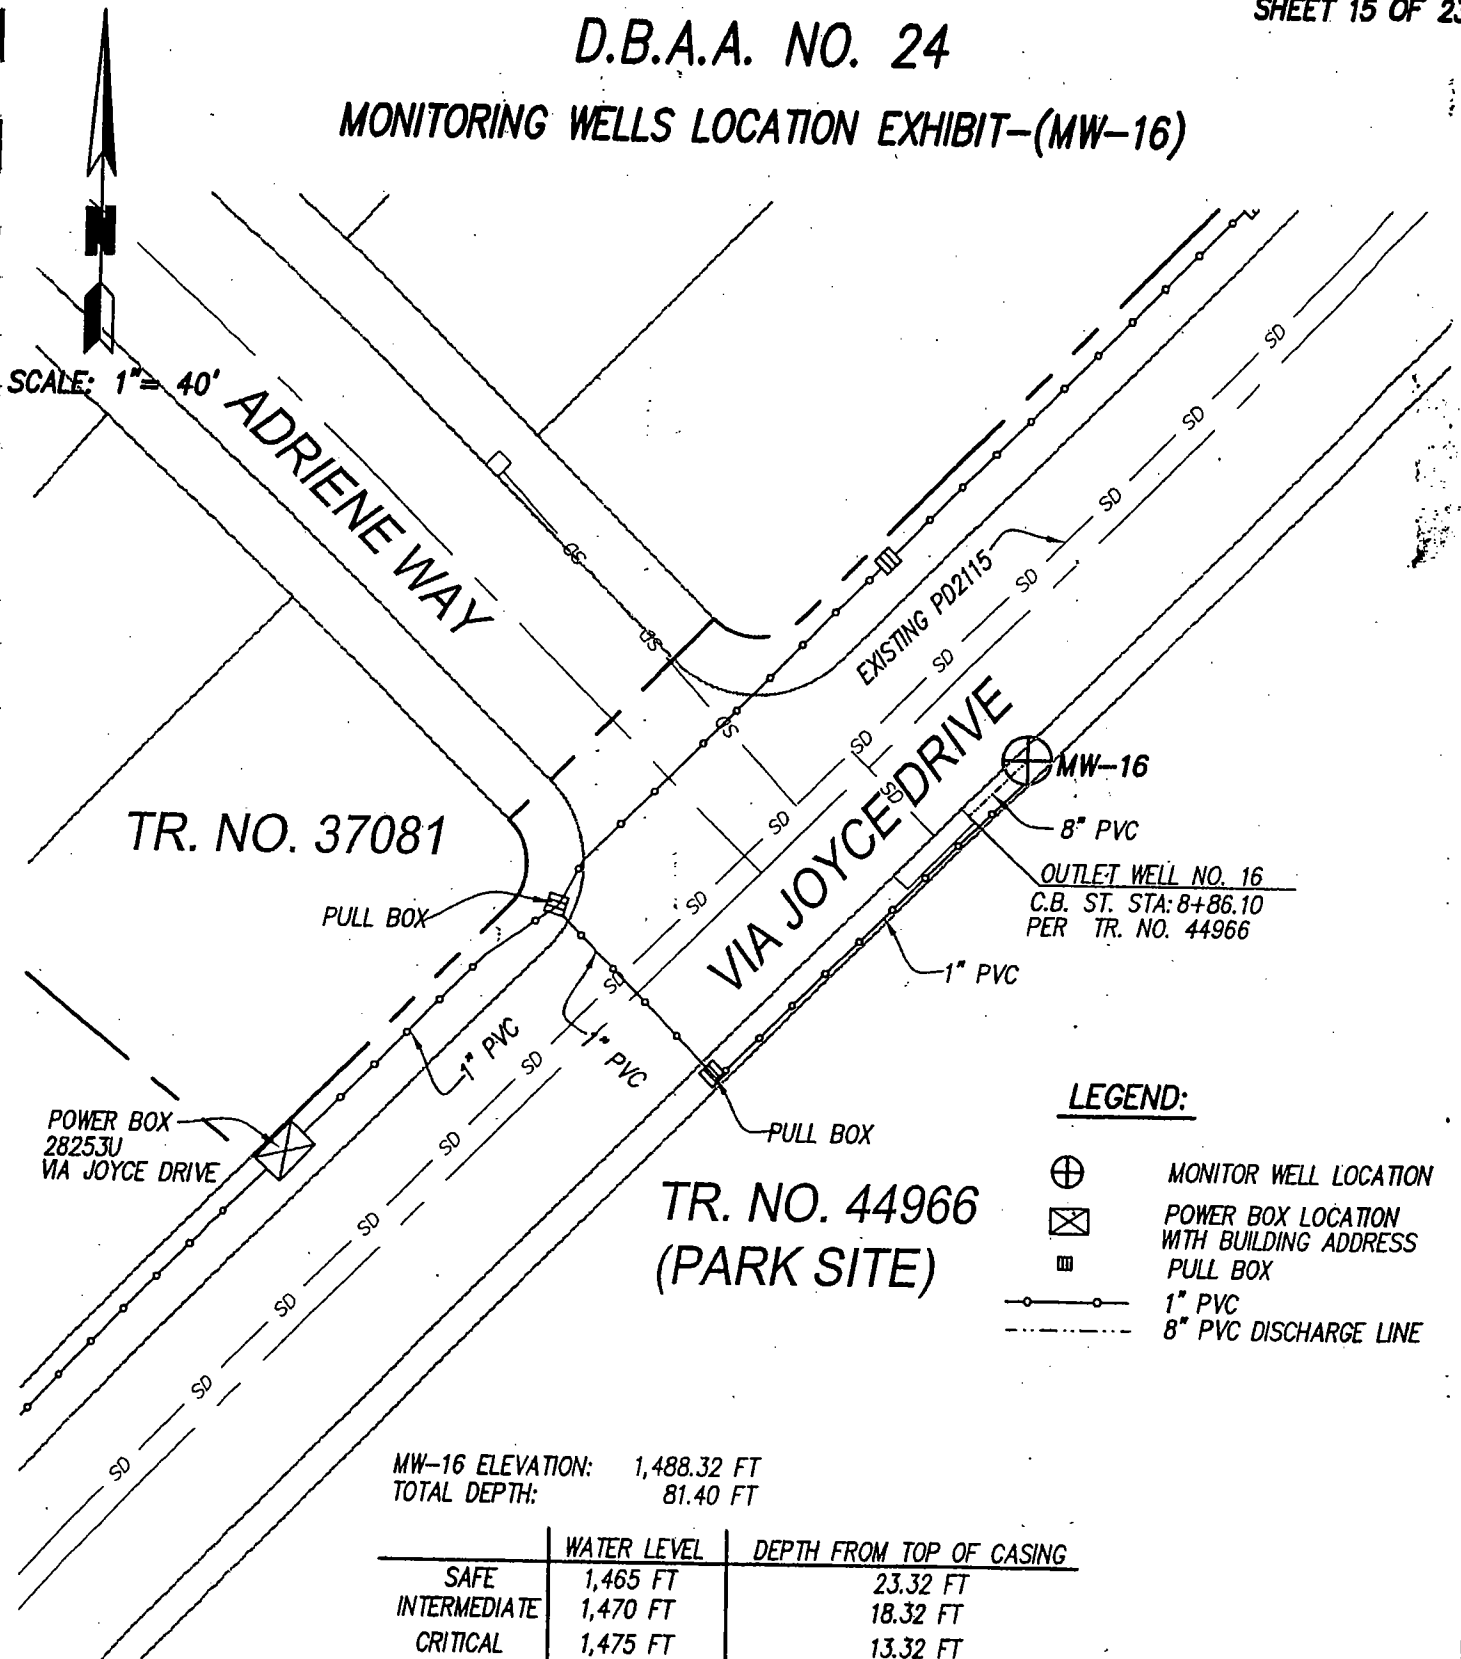 SHEET 15 OF 23
D.B.A.A. NO. 24
MONITORING WELLS LOCATION EXHIBIT-(MW-16)
N
SCALE: 1"= 40'
ADRIENE WAY
SD
SD
SD
SD
SD
SD
SD
EXISTING PD2115
SD
SD
SD
SD
VIA JOYCE DRIVE
MW-16
8" PVC
OUTLET WELL NO. 16
C.B. ST. STA: 8+86.10
PER TR. NO. 44966
TR. NO. 37081
PULL BOX
SD
SD
1" PVC
1" PVC
1" PVC
SD
SD
SD
SD
SD
SD
POWER BOX
28253U
VIA JOYCE DRIVE
PULL BOX
TR. NO. 44966
(PARK SITE)
LEGEND:
MONITOR WELL LOCATION
POWER BOX LOCATION
WITH BUILDING ADDRESS
PULL BOX
1" PVC
8" PVC DISCHARGE LINE
MW-16 ELEVATION: 1,488.32 FT
TOTAL DEPTH: 81.40 FT
WATER LEVEL DEPTH FROM TOP OF CASING
SAFE 1,465 FT 23.32 FT
INTERMEDIATE 1,470 FT 18.32 FT
CRITICAL 1,475 FT 13.32 FT